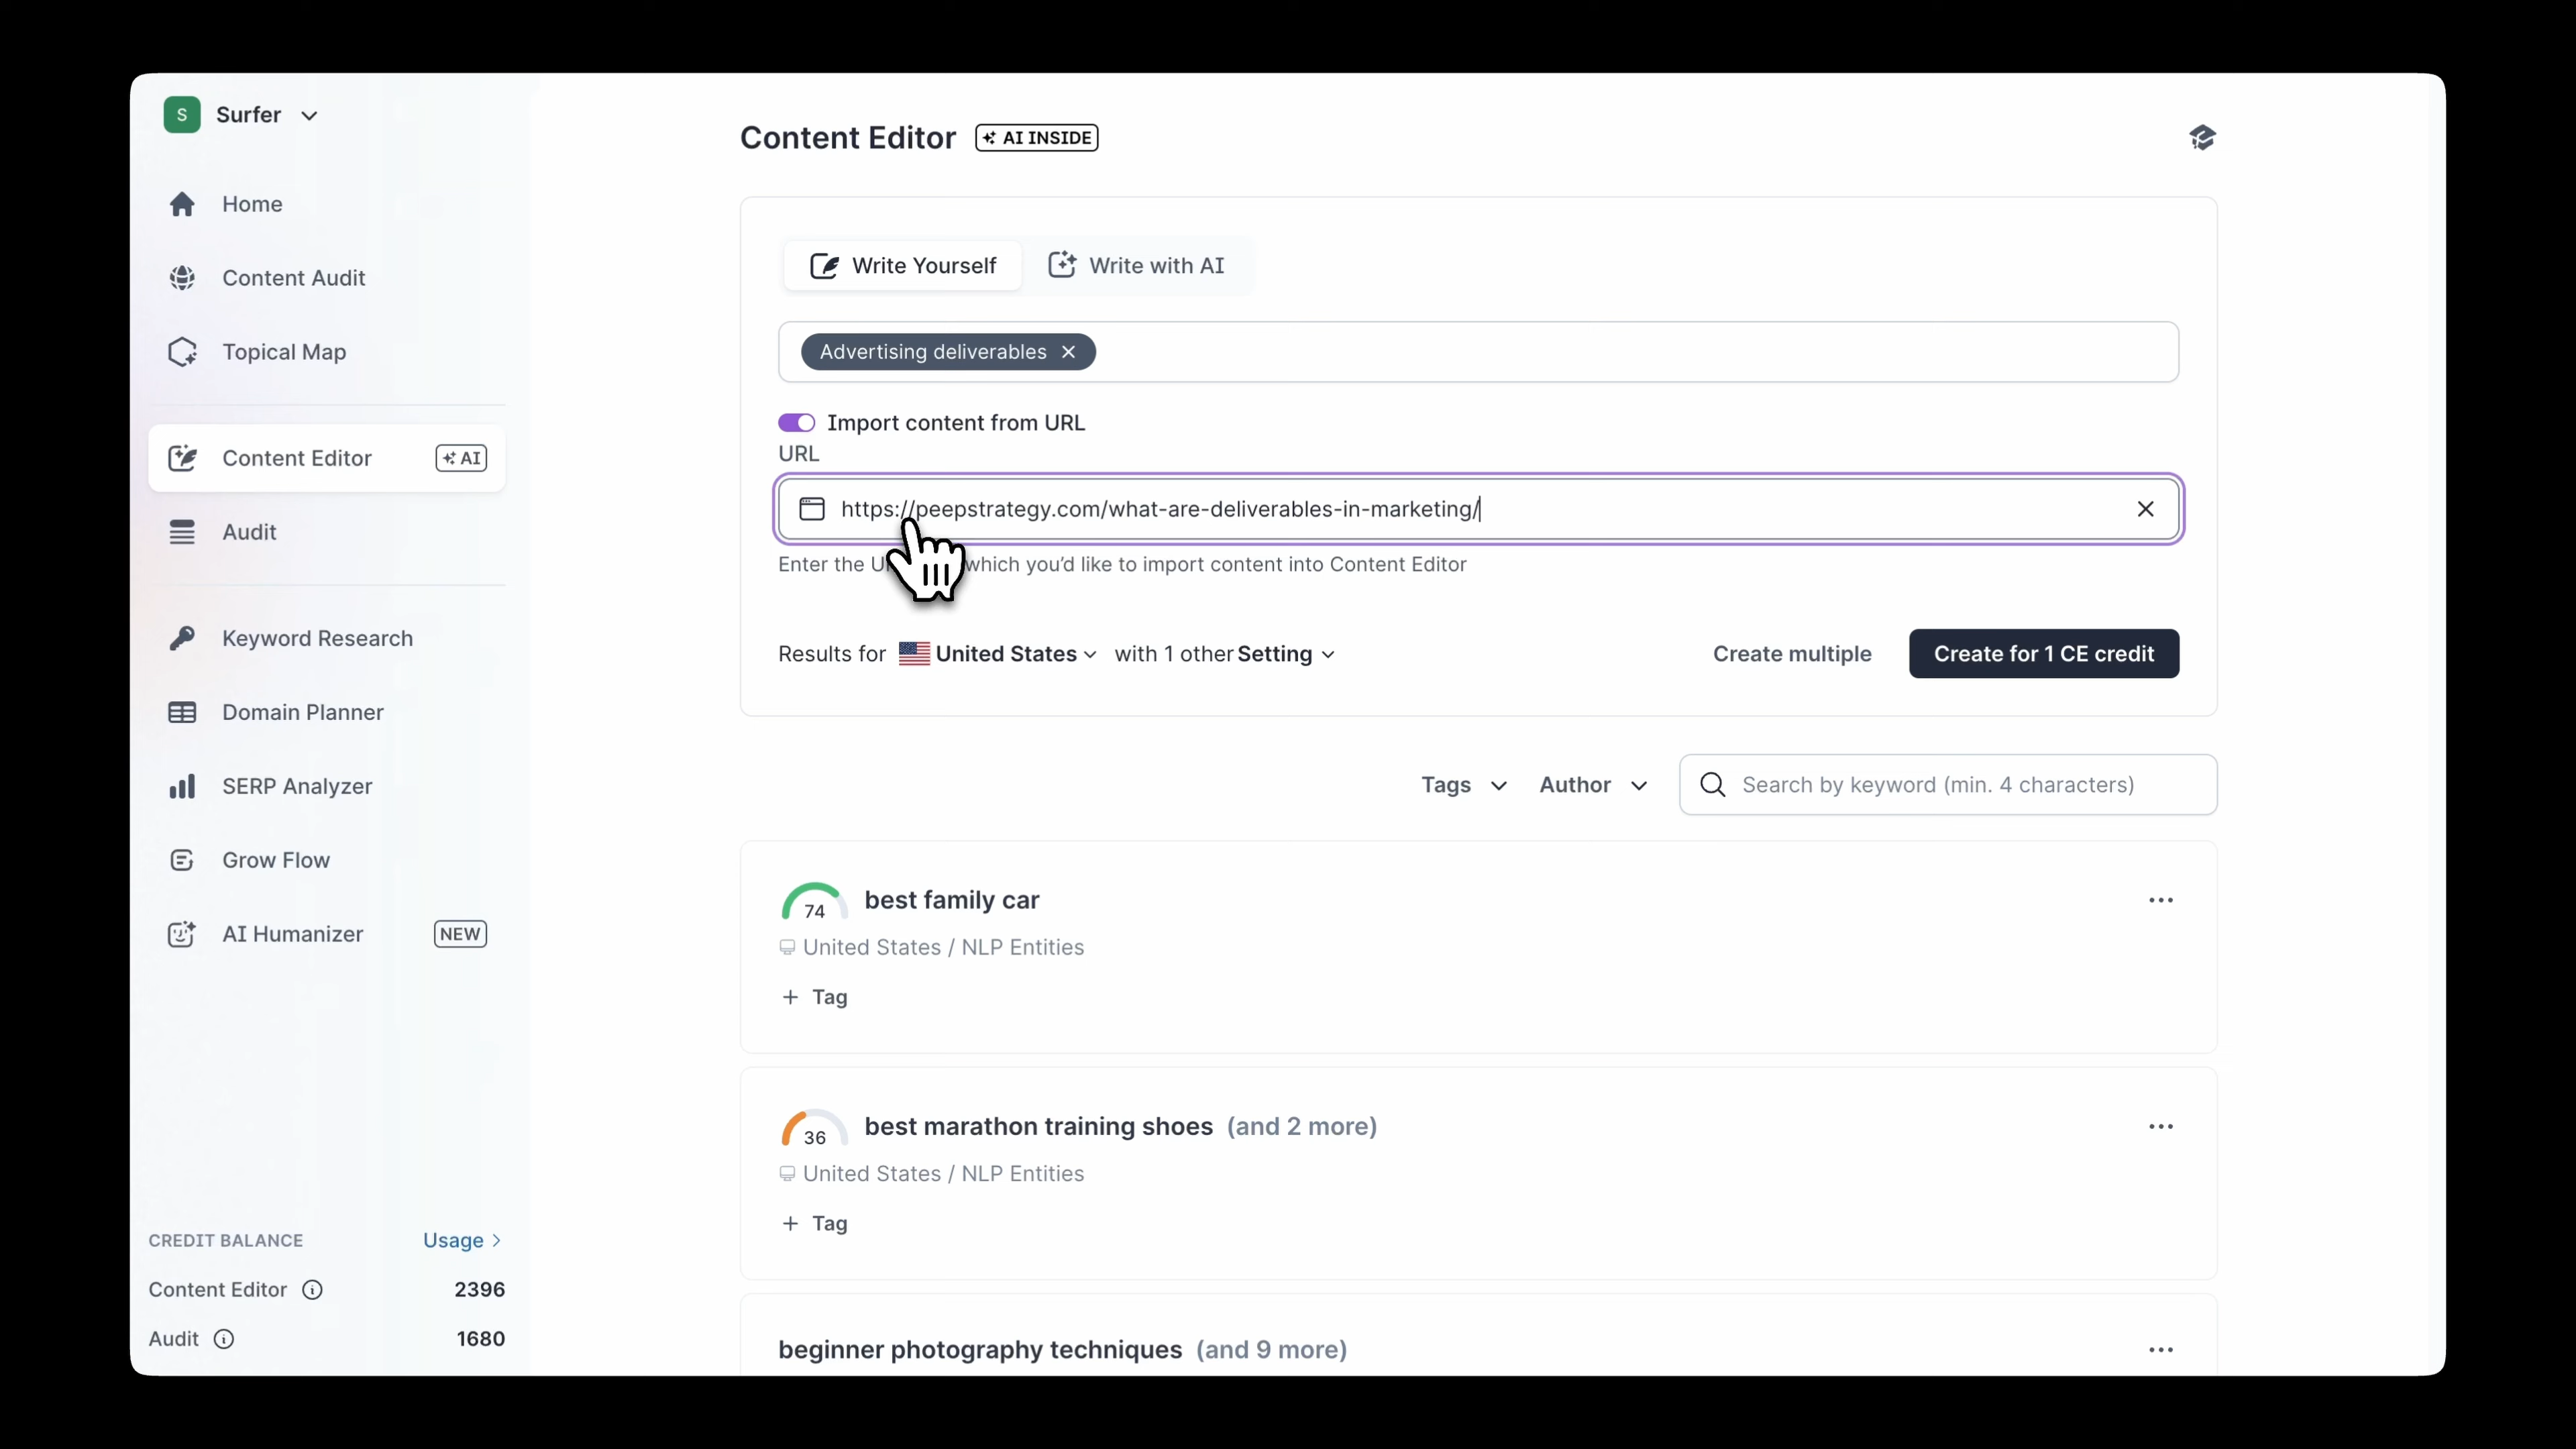 S Surfer
Home
Content Audit
Topical Map
Content Editor AI
Audit
Keyword Research
Domain Planner
SERP Analyzer
Grow Flow
AI Humanizer NEW
CREDIT BALANCE Usage >
Content Editor 2396
Audit 1680
Content Editor AI INSIDE
Write Yourself Write with AI
Advertising deliverables
Import content from URL
URL
https://peepstrategy.com/what-are-deliverables-in-marketing/
Enter the which you’d like to import content into Content Editor
Results for United States with 1 other Setting Create multiple Create for 1 CE credit
Tags Author Search by keyword (min. 4 characters)
74 best family car
United States / NLP Entities
+ Tag
36 best marathon training shoes (and 2 more)
United States / NLP Entities
+ Tag
beginner photography techniques (and 9 more)